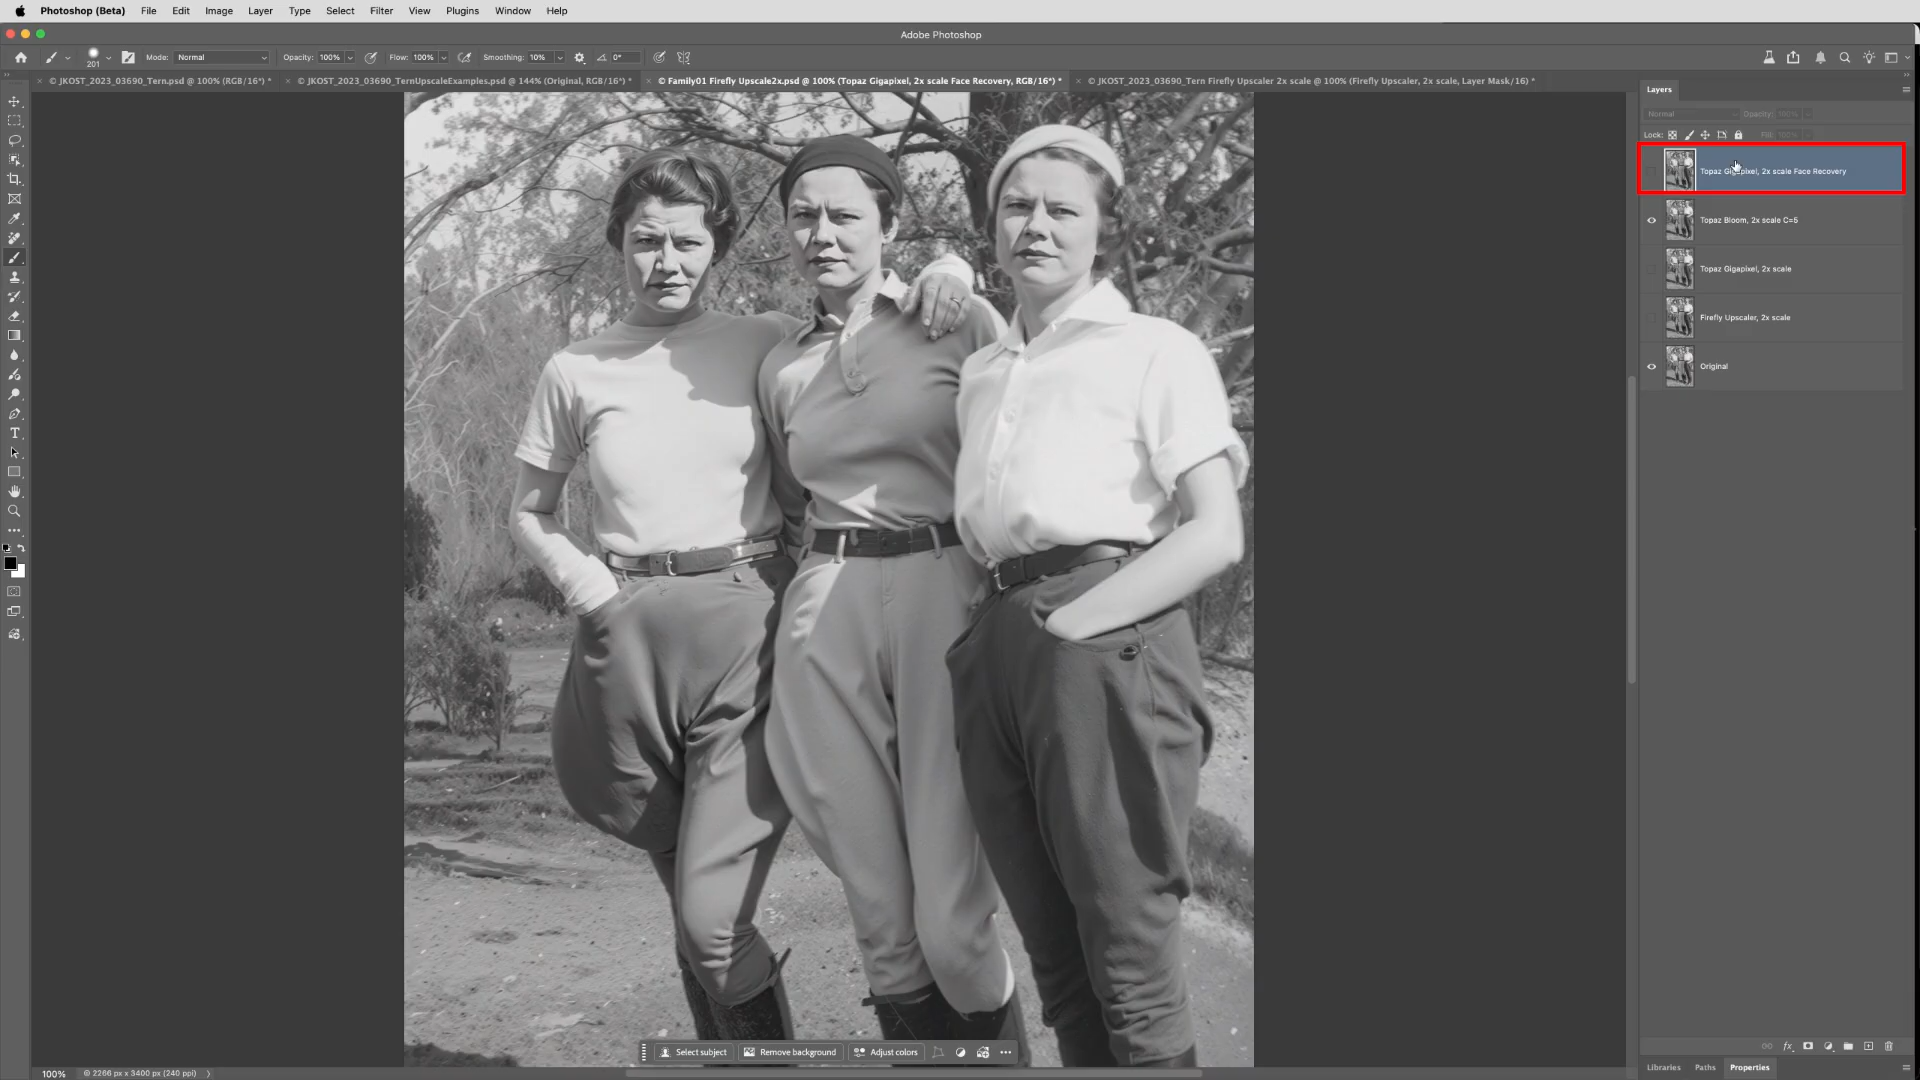 Photoshop (Beta) File Edit Image Layer Type Select Filter View Plugins Window Help
Adobe Photoshop
201 Mode: Normal Opacity: 100% Flow: 100% Smoothing: 10% 0°
© JKOST_2023_03690_Tern.psd @ 100% (RGB/16*) * © JKOST_2023_03690_TernUpscaleExamples.psd @ 144% (Original, RGB/16*) * © Family01 Firefly Upscale2x.psd @ 100% (Topaz Gigapixel, 2x scale Face Recovery, RGB/16*) * © JKOST_2023_03690_Tern Firefly Upscaler 2x scale @ 100% (Firefly Upscaler, 2x scale, Layer Mask/16) *
Layers
Normal Opacity: 100%
Lock: Fill: 100%
Topaz Gigapixel, 2x scale Face Recovery
Topaz Bloom, 2x scale C=5
Topaz Gigapixel, 2x scale
Firefly Upscaler, 2x scale
Original
Select subject Remove background Adjust colors
fx
Libraries Paths Properties
100% 2266 px x 3400 px (240 ppi)